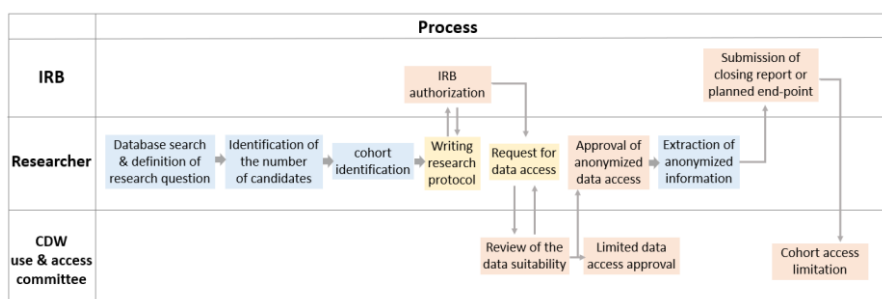 Process
IRB
IRB
authorization
Submission of
closing report or
planned end-point
Researcher
Database search
& definition of
research question
Identification of
the number
of candidates
cohort
identification
Writing
research
protocol
Request for
data access
Approval of
anonymized
data access
Extraction of
anonymized
information
CDW
use & access
committee
Review of the
data suitability
Limited data
access approval
Cohort access
limitation